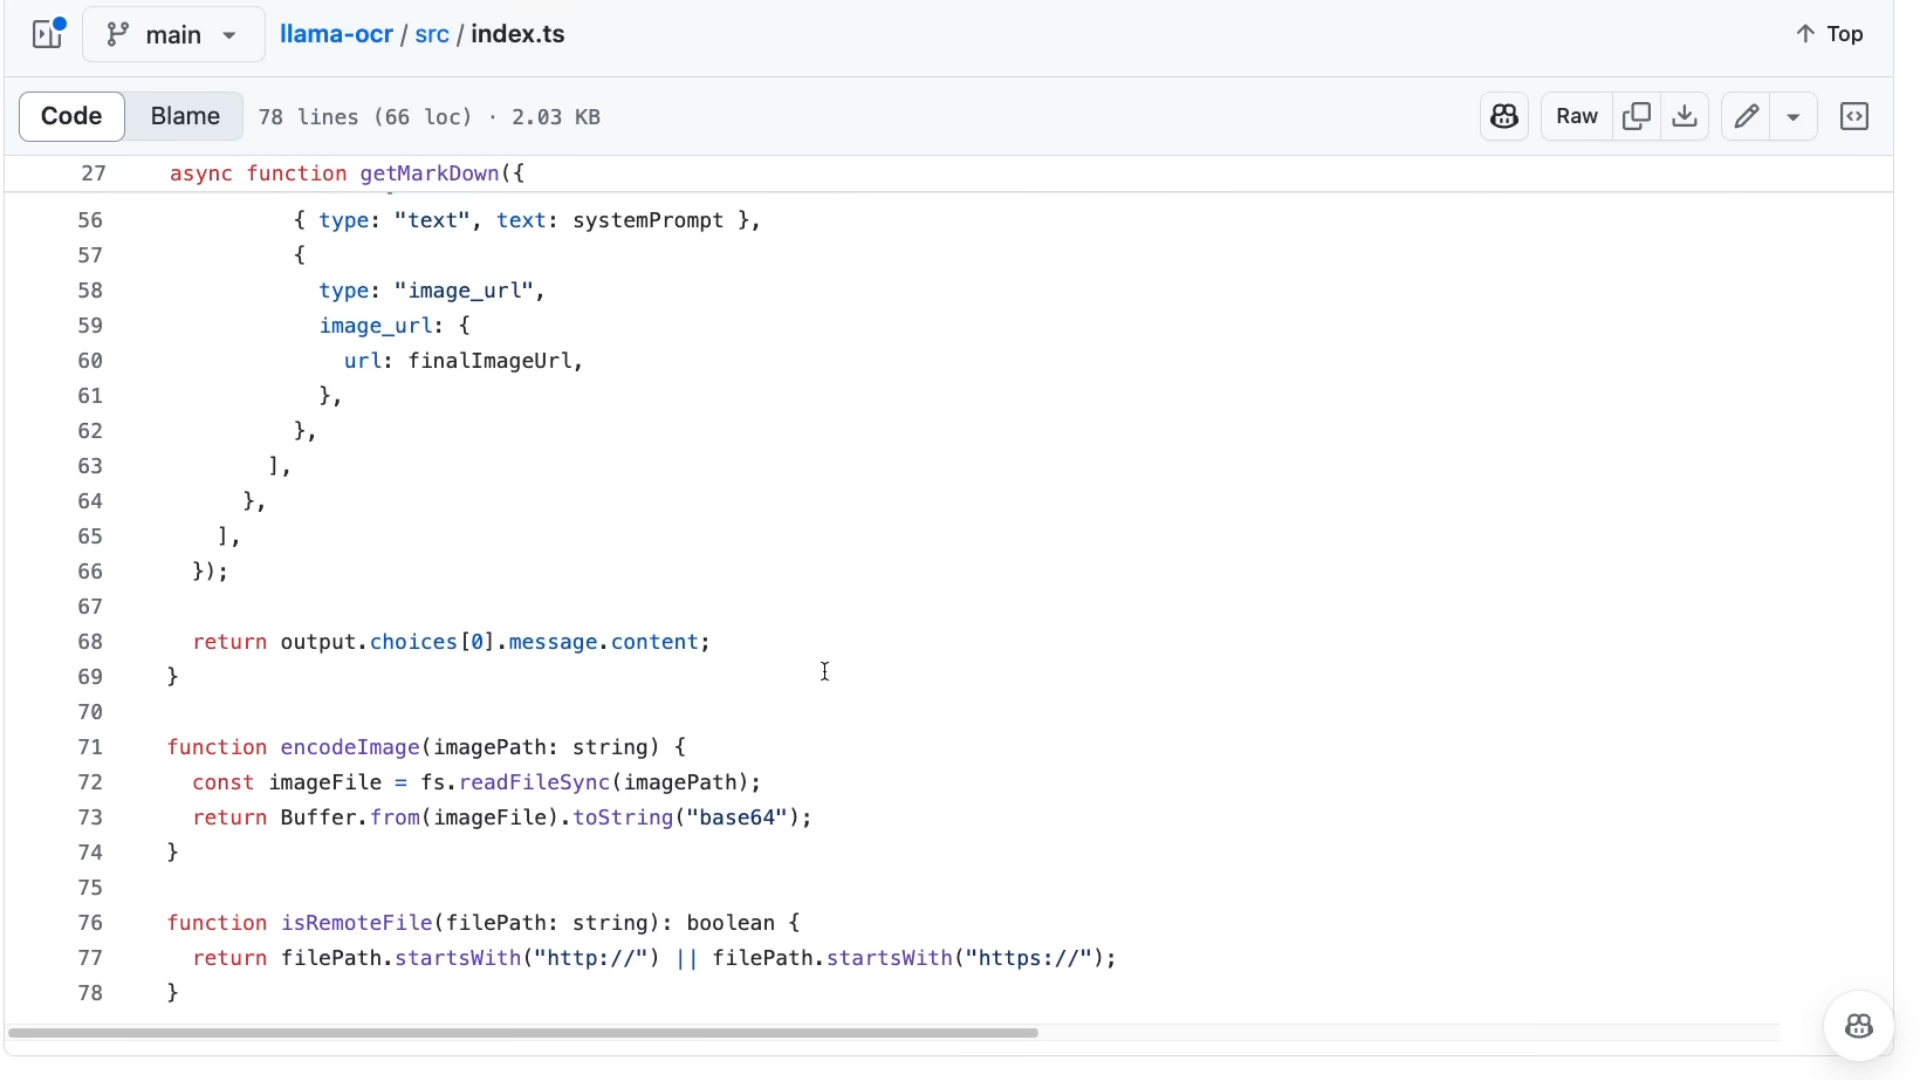 main
llama-ocr / src / index.ts
Top
Code Blame 78 lines (66 loc) · 2.03 KB
Raw
27 async function getMarkDown({
56 { type: "text", text: systemPrompt },
57 {
58 type: "image_url",
59 image_url: {
60 url: finalImageUrl,
61 },
62 },
63 ],
64 },
65 ],
66 });
67
68 return output.choices[0].message.content;
69 }
70
71 function encodeImage(imagePath: string) {
72 const imageFile = fs.readFileSync(imagePath);
73 return Buffer.from(imageFile).toString("base64");
74 }
75
76 function isRemoteFile(filePath: string): boolean {
77 return filePath.startsWith("http://") || filePath.startsWith("https://");
78 }